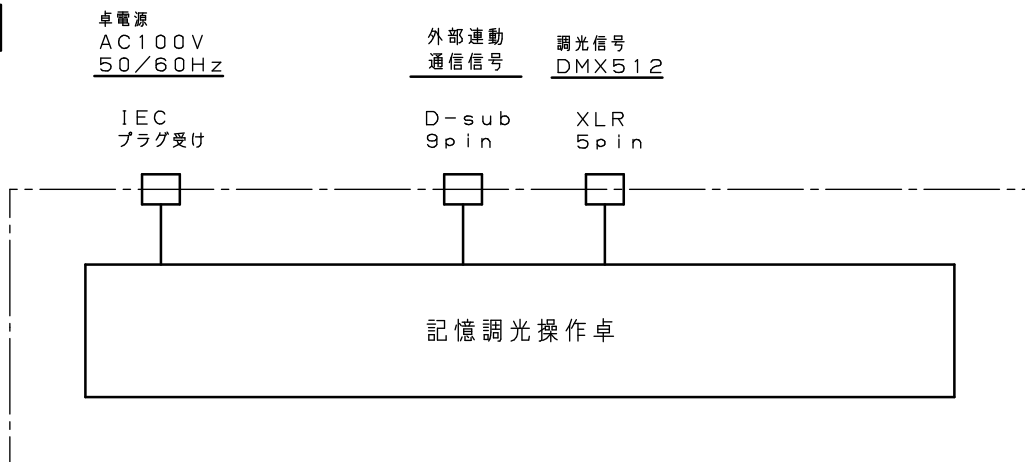 卓電源
AC100V
50/60Hz
IEC
プラグ受け
外部連動
通信信号
D-sub
9pin
調光信号
DMX512
XLR
5pin
記憶調光操作卓